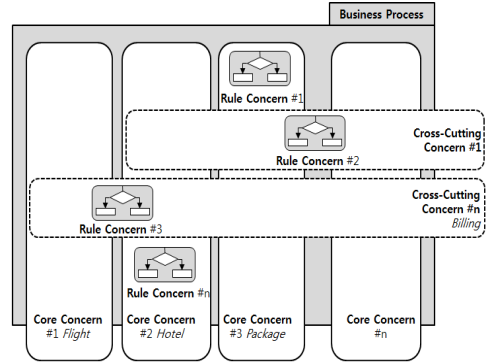 Business Process
Rule Concern #1
Cross-Cutting
Concern #1
Rule Concern #2
Cross-Cutting
Concern #n
Billing
Rule Concern #3
Rule Concern #n
Core Concern
#1 Flight
Core Concern
#2 Hotel
Core Concern
#3 Package
Core Concern
#n